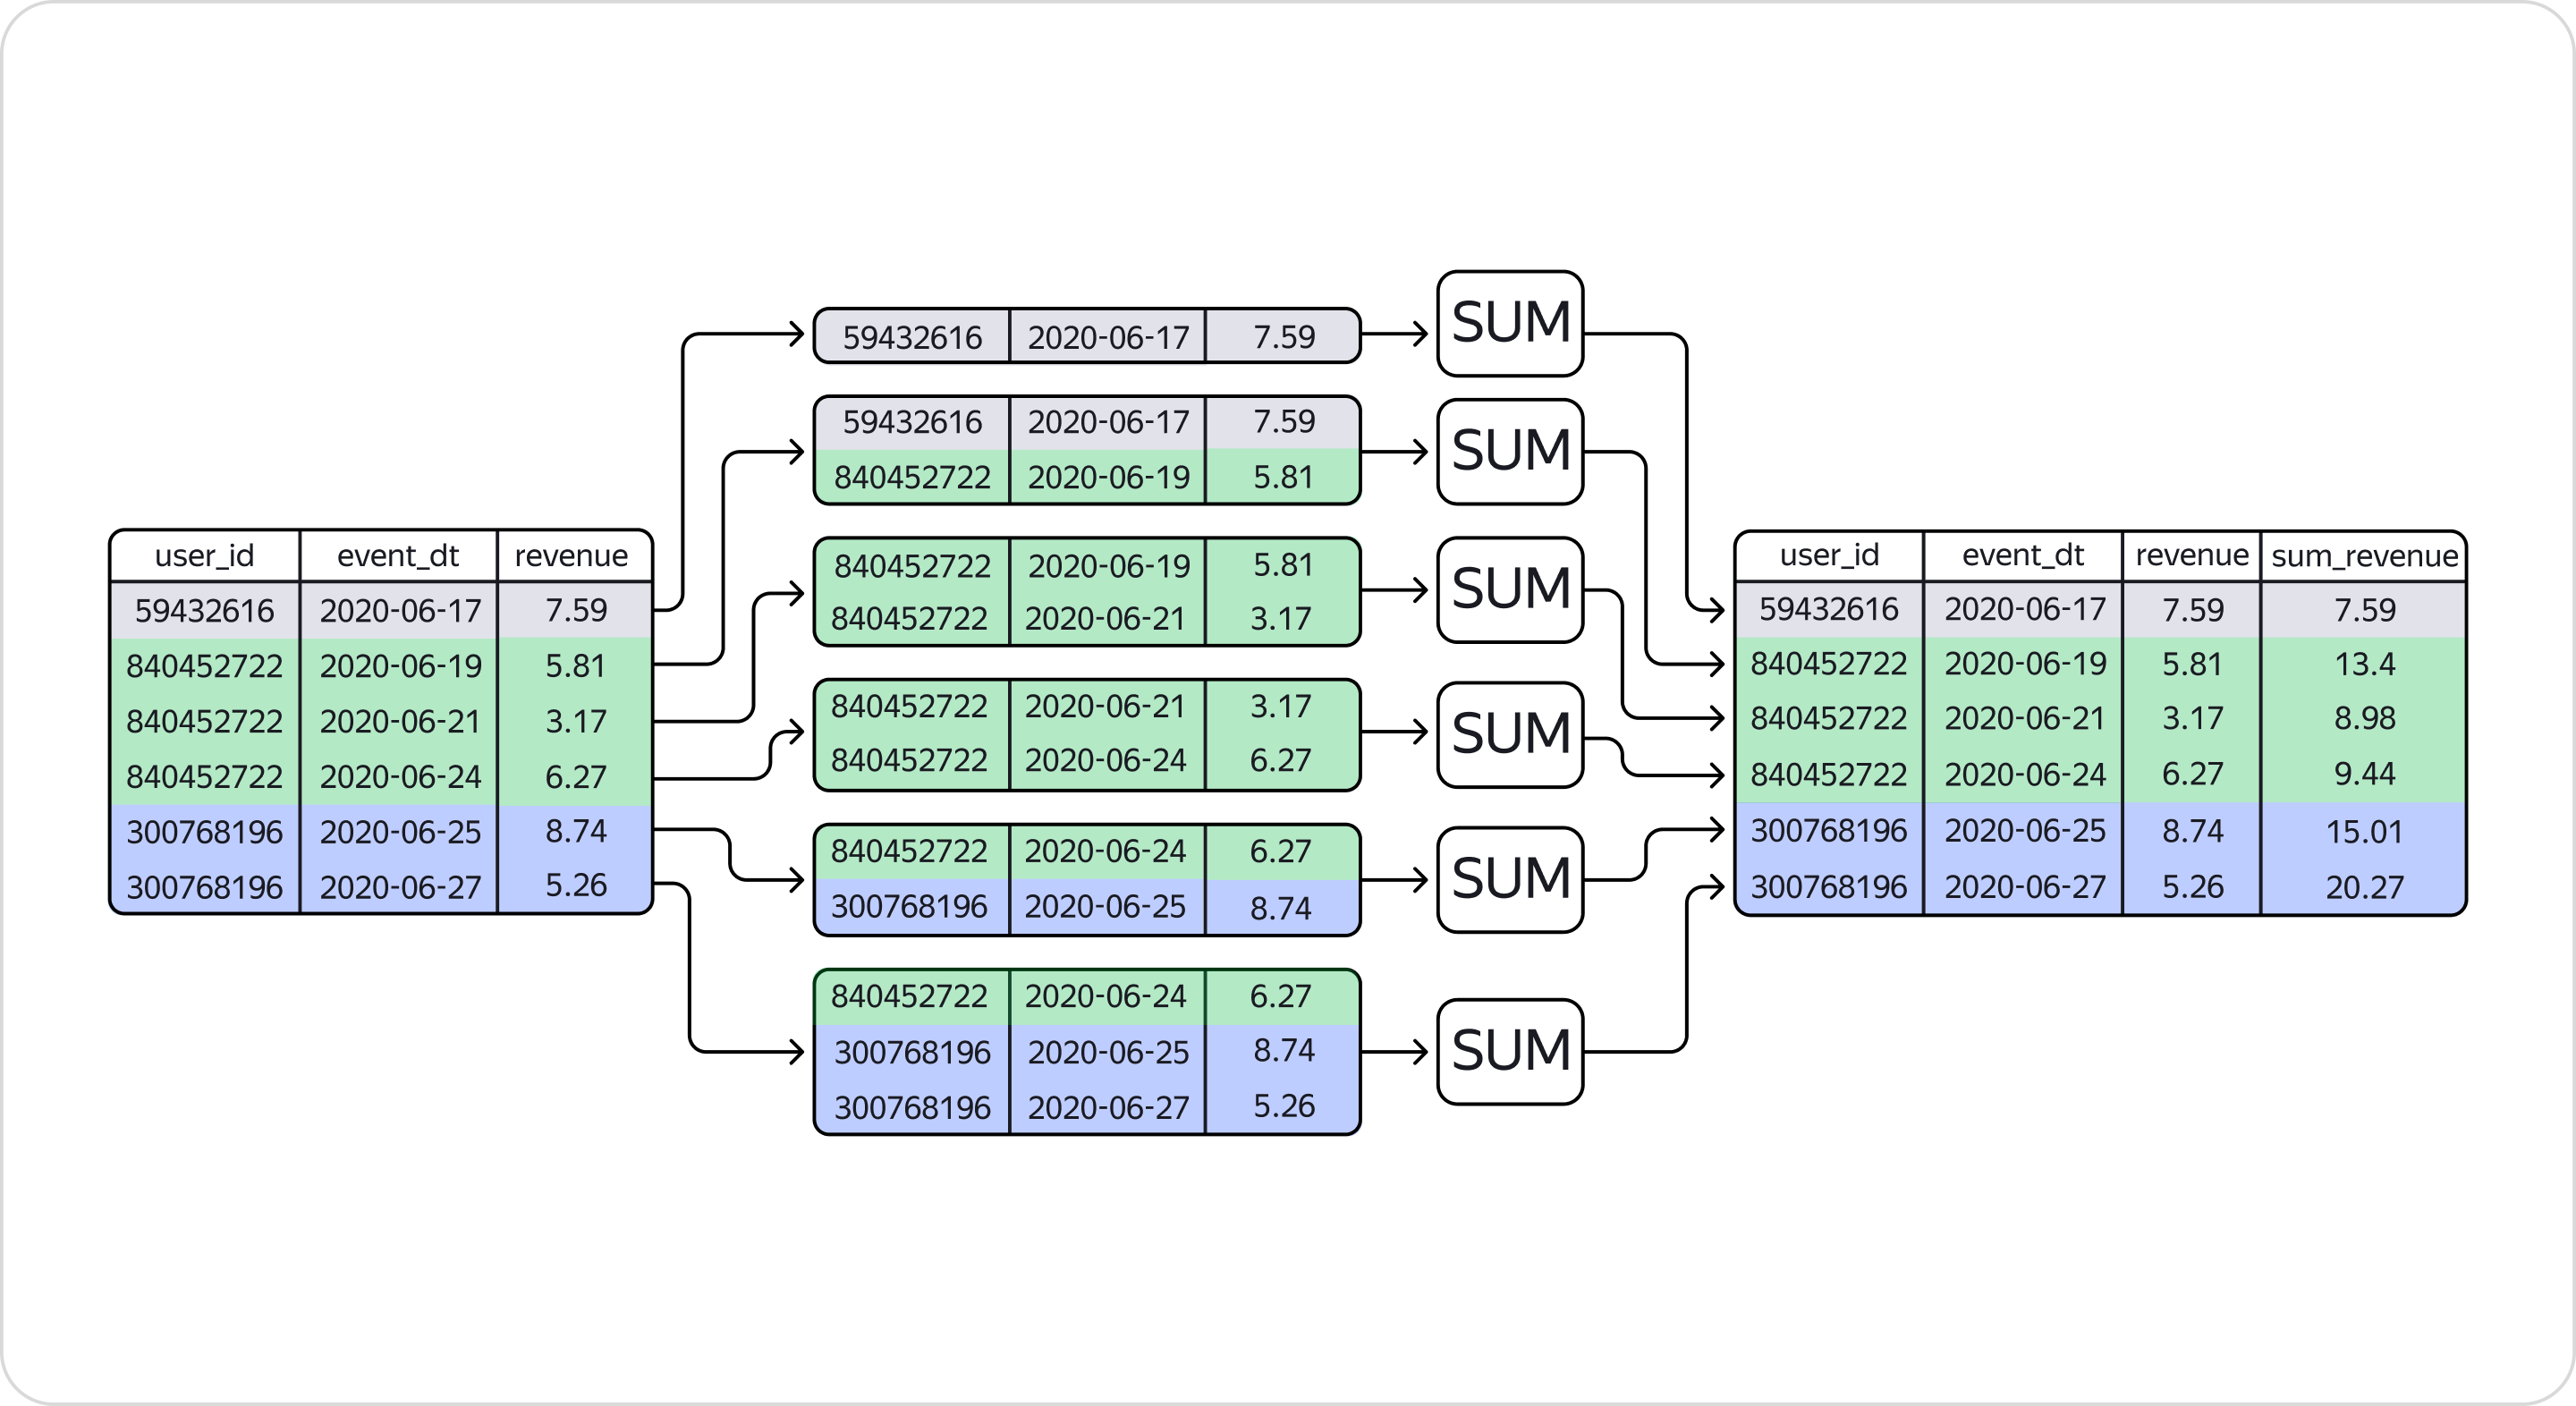 user_id event_dt revenue
59432616 2020-06-17 7.59
840452722 2020-06-19 5.81
840452722 2020-06-21 3.17
840452722 2020-06-24 6.27
300768196 2020-06-25 8.74
300768196 2020-06-27 5.26
59432616 2020-06-17 7.59
SUM
59432616 2020-06-17 7.59
840452722 2020-06-19 5.81
SUM
840452722 2020-06-19 5.81
840452722 2020-06-21 3.17
SUM
840452722 2020-06-21 3.17
840452722 2020-06-24 6.27
SUM
840452722 2020-06-24 6.27
300768196 2020-06-25 8.74
SUM
840452722 2020-06-24 6.27
300768196 2020-06-25 8.74
300768196 2020-06-27 5.26
SUM
user_id event_dt revenue sum_revenue
59432616 2020-06-17 7.59 7.59
840452722 2020-06-19 5.81 13.4
840452722 2020-06-21 3.17 8.98
840452722 2020-06-24 6.27 9.44
300768196 2020-06-25 8.74 15.01
300768196 2020-06-27 5.26 20.27